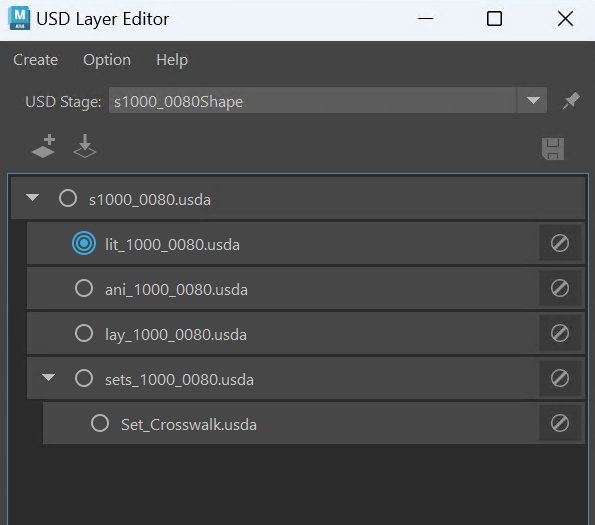 USD Layer Editor
Create Option Help
USD Stage: s1000_0080Shape
s1000_0080.usda
lit_1000_0080.usda
ani_1000_0080.usda
lay_1000_0080.usda
sets_1000_0080.usda
Set_Crosswalk.usda